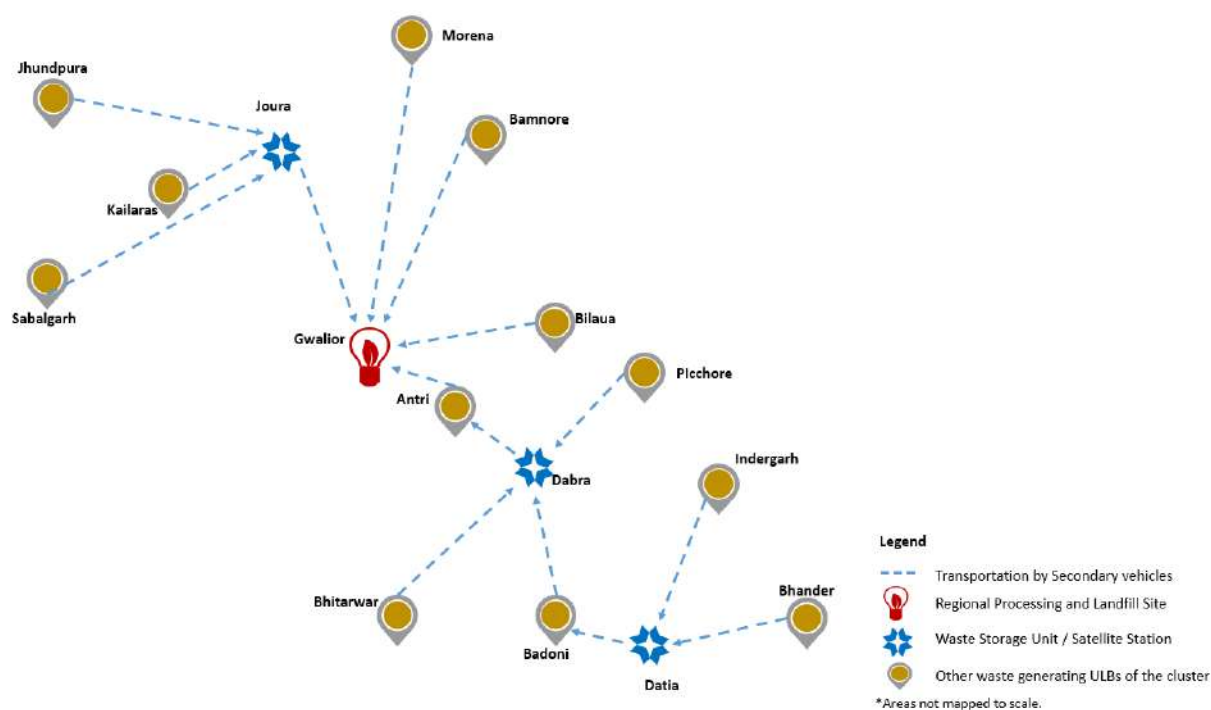 Morena
Jhundpura
Joura
Bamnore
Kailaras
Sabalgarh
Bilaua
Gwalior
Picchore
Antri
Indergarh
Dabra
Legend
Transportation by Secondary vehicles
Bhander
Bhitarwar
Regional Processing and Landfill Site
Waste Storage Unit / Satellite Station
Badoni
Other waste generating ULBs of the cluster
Datia
*Areas not mapped to scale.